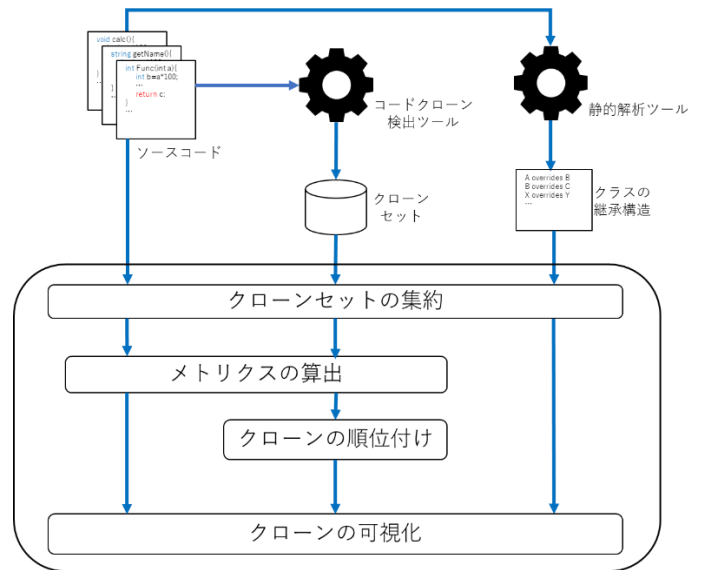 void calc(){
string getName(){
int Func(int a){
int b=a*100;
...
return c;
}
...
ソースコード
コードクローン
検出ツール
静的解析ツール
クローン
セット
A overrides B
B overrides C
X overrides Y
...
クラスの
継承構造
クローンセットの集約
メトリクスの算出
クローンの順位付け
クローンの可視化